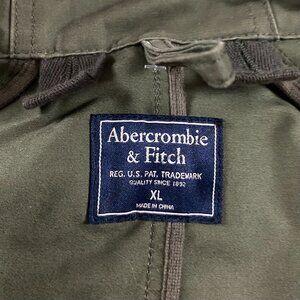 Abercrombie
& Fitch
REG. U.S. PAT. TRADEMARK
QUALITY SINCE 1892
XL
MADE IN CHINA